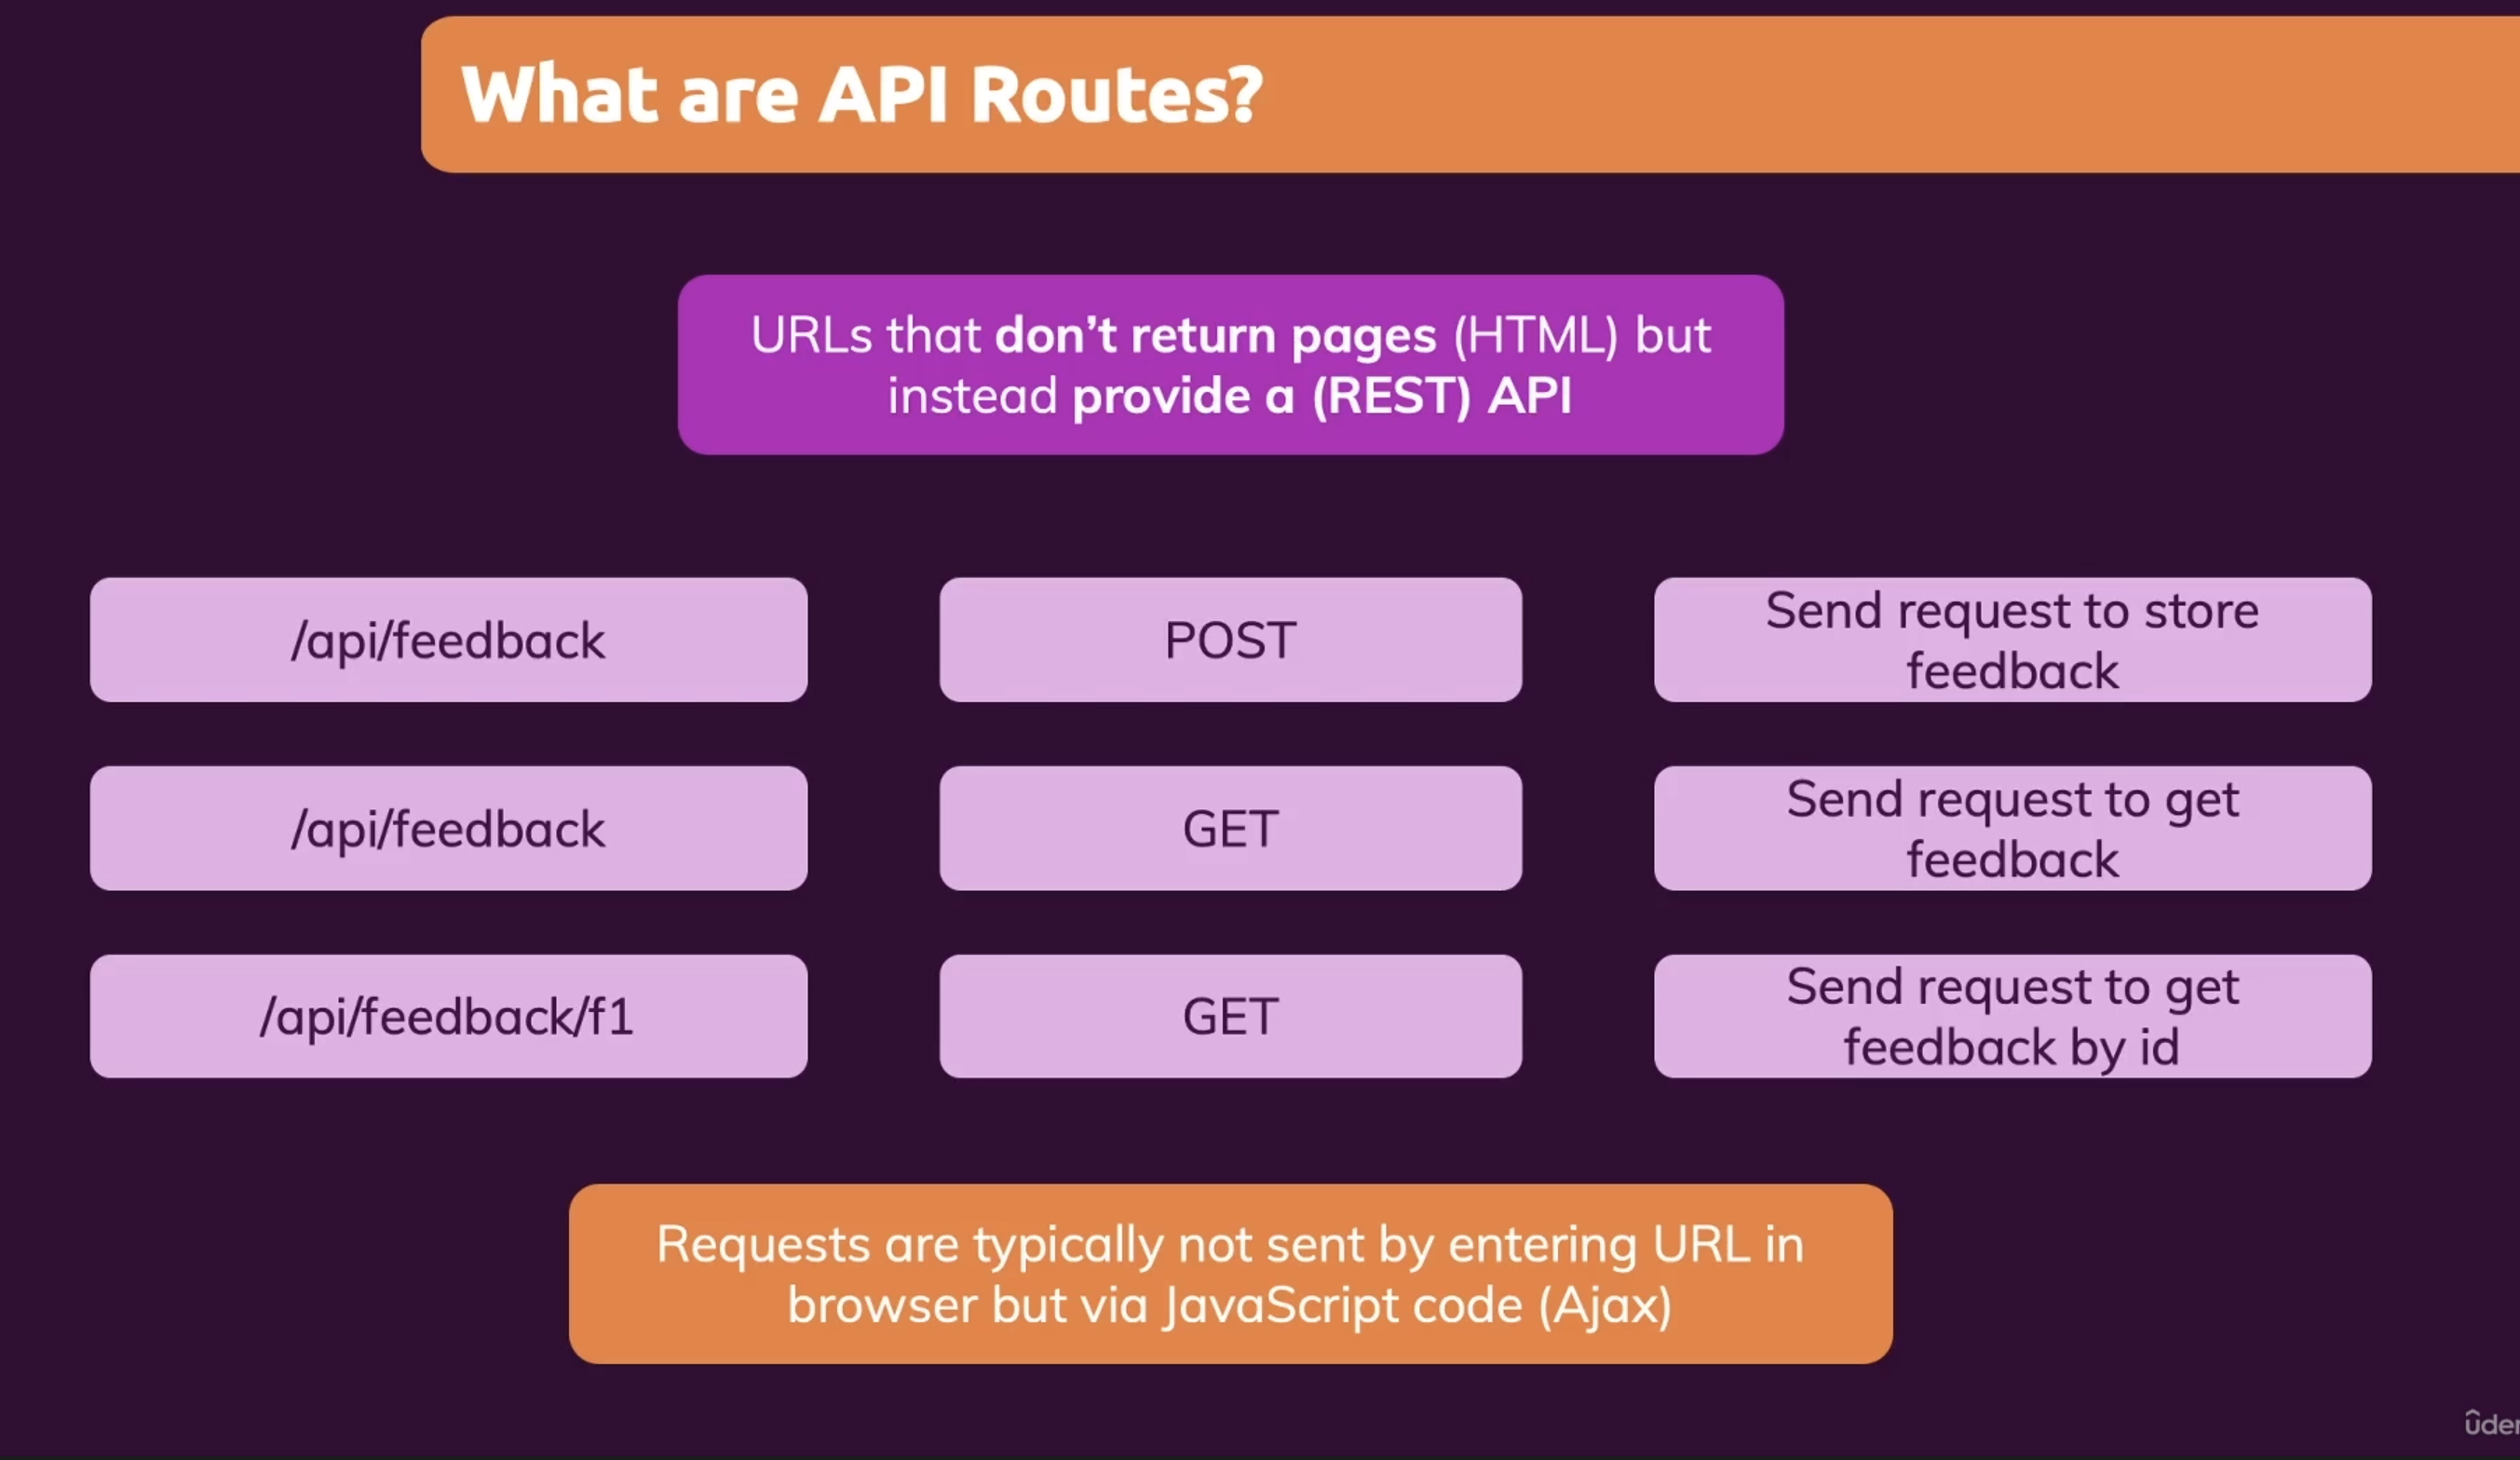 What are API Routes?
URLs that don’t return pages (HTML) but
instead provide a (REST) API
/api/feedback
POST
Send request to store
feedback
/api/feedback
GET
Send request to get
feedback
/api/feedback/f1
GET
Send request to get
feedback by id
Requests are typically not sent by entering URL in
browser but via JavaScript code (Ajax)